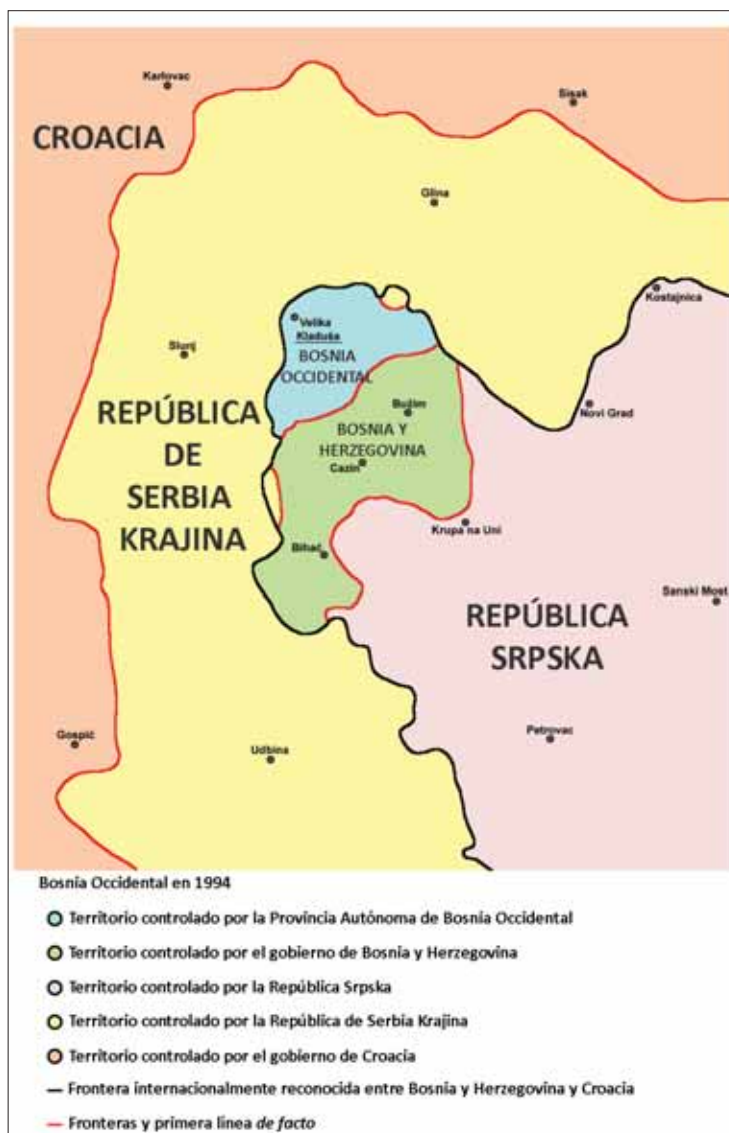 Karlovac
Sisak
CROACIA
Glina
Kostajnica
Velika
Kladuša
Slunj
BOSNIA
OCCIDENTAL
REPÚBLICA
DE
SERBIA
KRAJINA
Bužim
Novi Grad
BOSNIA Y
HERZEGOVINA
Cazin
Krupa na Uni
Bihać
Sanski Most
REPÚBLICA
SRPSKA
Gospić
Udbina
Petrovac
Bosnia Occidental en 1994
Territorio controlado por la Provincia Autónoma de Bosnia Occidental
Territorio controlado por el gobierno de Bosnia y Herzegovina
Territorio controlado por la República Srpska
Territorio controlado por la República de Serbia Krajina
Territorio controlado por el gobierno de Croacia
Frontera internacionalmente reconocida entre Bosnia y Herzegovina y Croacia
Fronteras y primera línea de facto